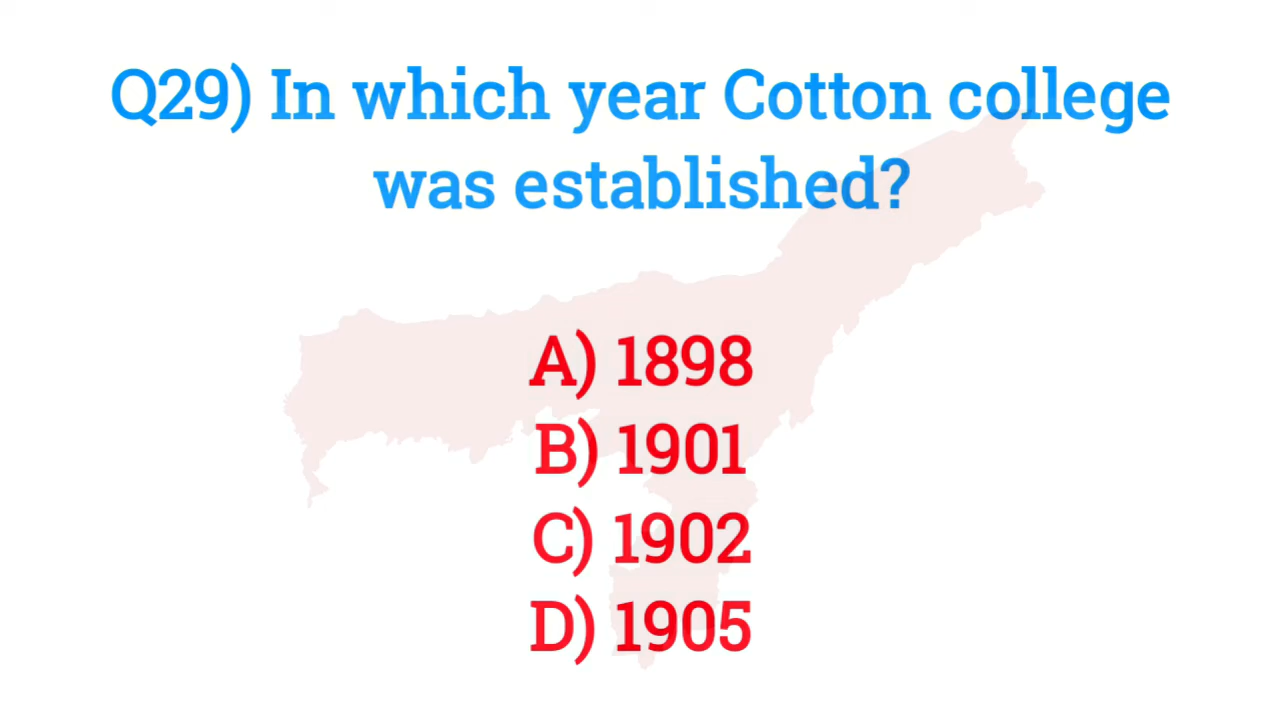 Q29) In which year Cotton college
was established?
A) 1898
B) 1901
C) 1902
D) 1905